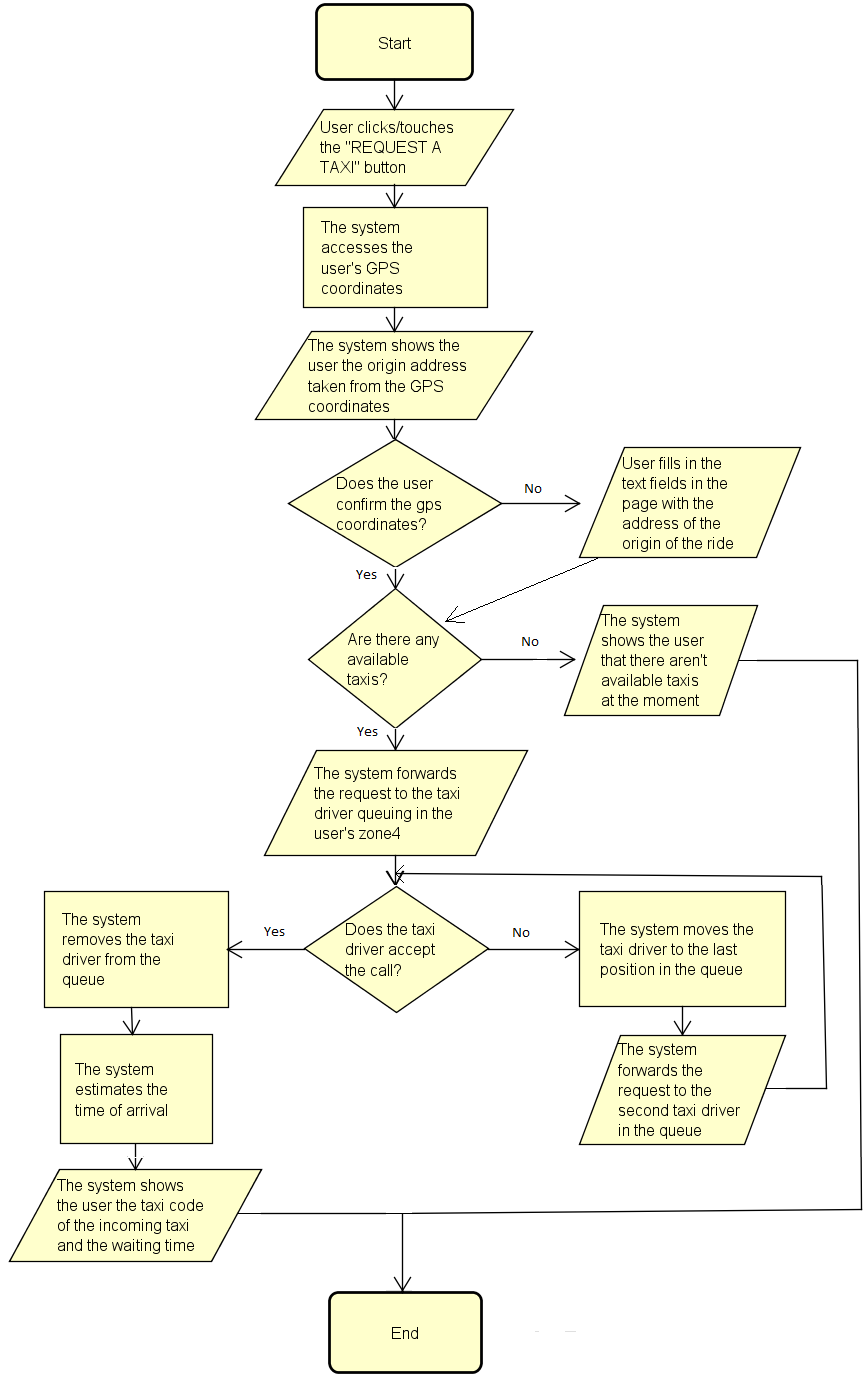 Start
User clicks/touches
the "REQUEST A
TAXI" button
The system
accesses the
user's GPS
coordinates
The system shows the
user the origin address
taken from the GPS
coordinates
Does the user
confirm the gps
coordinates?
No
User fills in the
text fields in the
page with the
address of the
origin of the ride
Yes
Are there any
available
taxis?
No
The system
shows the user
that there aren't
available taxis
at the moment
Yes
The system forwards
the request to the taxi
driver queuing in the
user's zone4
Does the taxi
driver accept
the call?
Yes
The system
removes the taxi
driver from the
queue
No
The system moves the
taxi driver to the last
position in the queue
The system
estimates the
time of arrival
The system
forwards the
request to the
second taxi driver
in the queue
The system shows
the user the taxi code
of the incoming taxi
and the waiting time
End